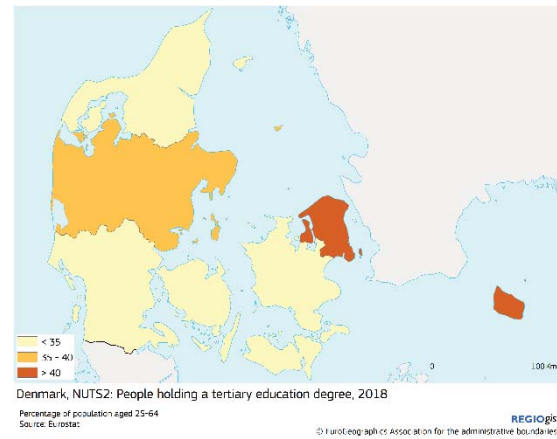 < 35
35 - 40
> 40
0 100 km
Denmark, NUTS2: People holding a tertiary education degree, 2018
Percentage of population aged 25-64
Source: Eurostat
REGIOgis
© EuroGeographics Association for the administrative boundaries